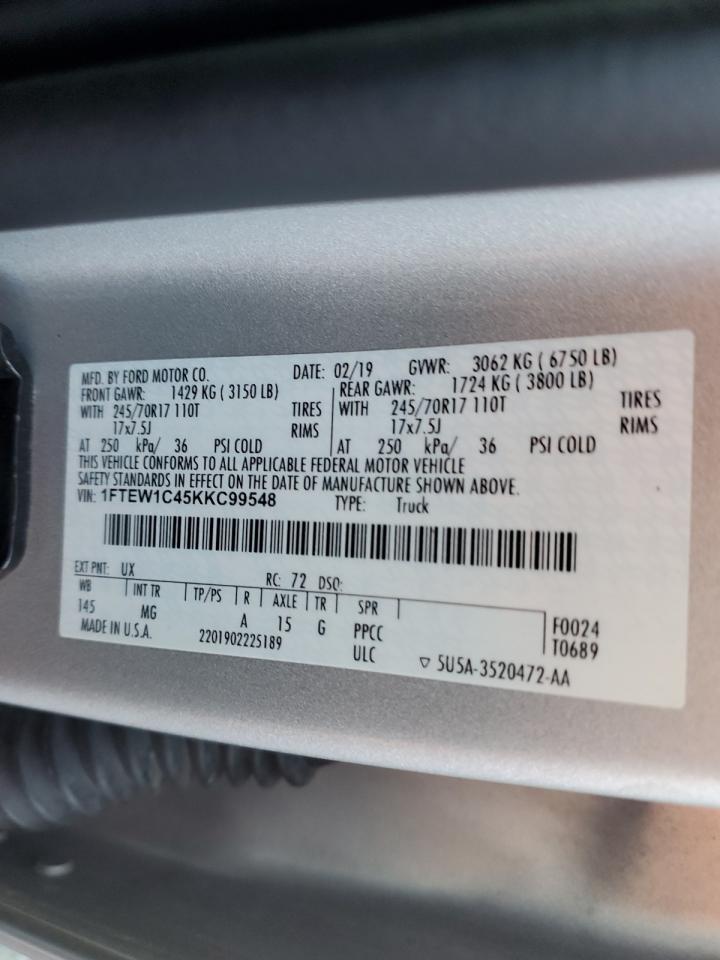 MFD. BY FORD MOTOR CO. DATE: 02/19 GVWR: 3062 KG ( 6750 LB)
FRONT GAWR: 1429 KG ( 3150 LB) REAR GAWR: 1724 KG ( 3800 LB)
WITH 245/70R17 110T TIRES WITH 245/70R17 110T TIRES
17x7.5J RIMS 17x7.5J RIMS
AT 250 kPa/ 36 PSI COLD AT 250 kPa/ 36 PSI COLD
THIS VEHICLE CONFORMS TO ALL APPLICABLE FEDERAL MOTOR VEHICLE
SAFETY STANDARDS IN EFFECT ON THE DATE OF MANUFACTURE SHOWN ABOVE.
VIN: 1FTEW1C45KKC99548 TYPE: Truck
EXT PNT: UX RC: 72 DSO:
WB INT TR TP/PS R AXLE TR SPR
145 MG A 15 G PPCC F0024
MADE IN U.S.A. 2201902225189 ULC T0689
▽ 5U5A-3520472-AA